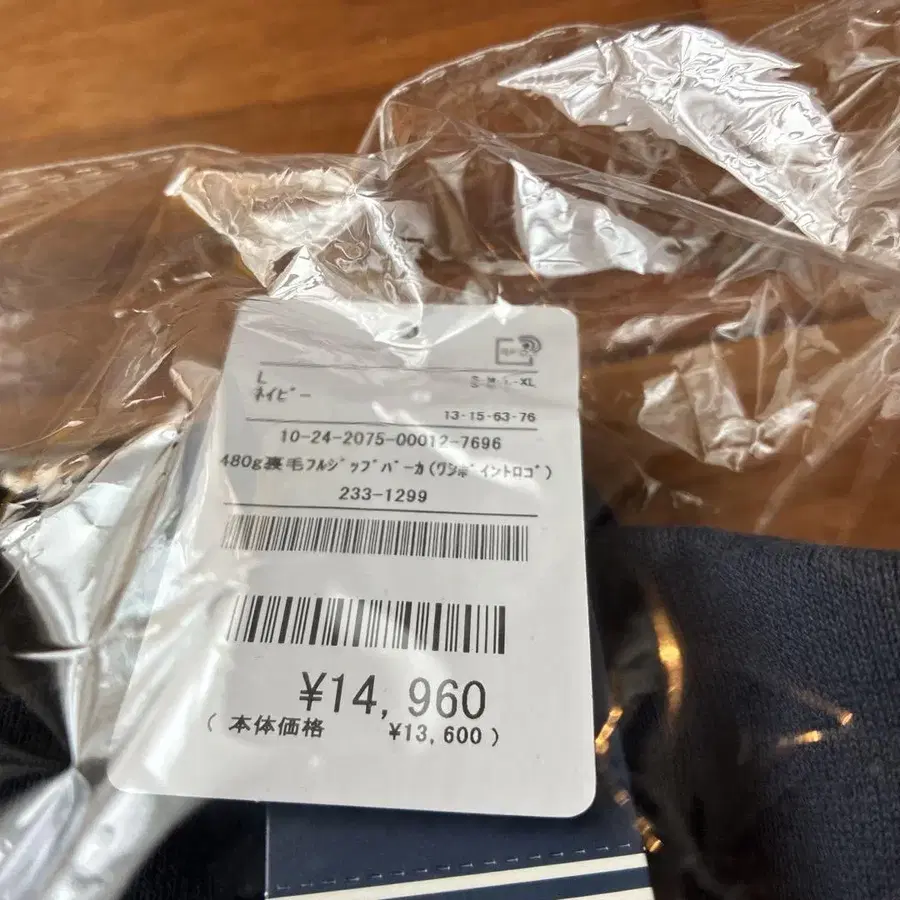 L
ネイビー
XL
13-15-63-76
10-24-2075-00012-7696
480g裏毛フルジップパーカ(ワンポイントロゴ)
233-1299
¥14,960
(本体価格 ¥13,600)